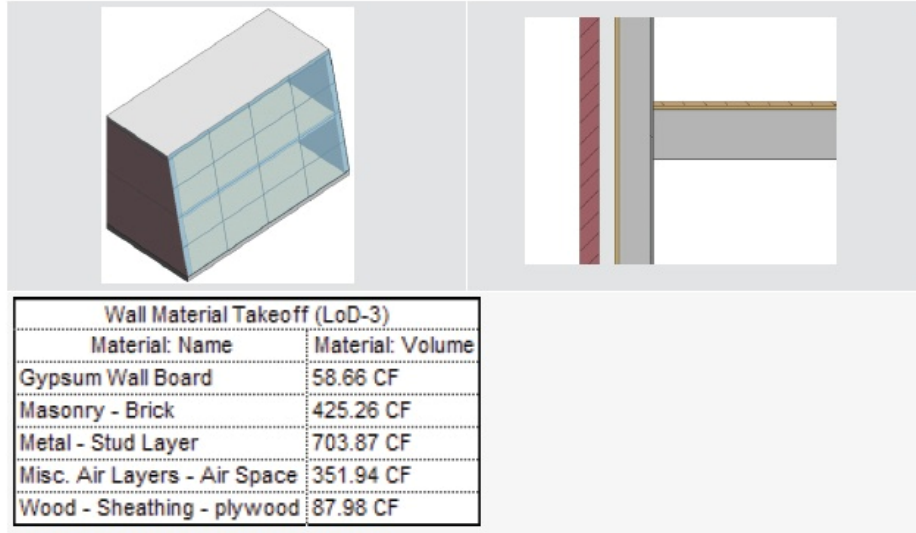 Wall Material Takeoff (LoD-3)
Material: Name Material: Volume
Gypsum Wall Board 58.66 CF
Masonry - Brick 425.26 CF
Metal - Stud Layer 703.87 CF
Misc. Air Layers - Air Space 351.94 CF
Wood - Sheathing - plywood 87.98 CF